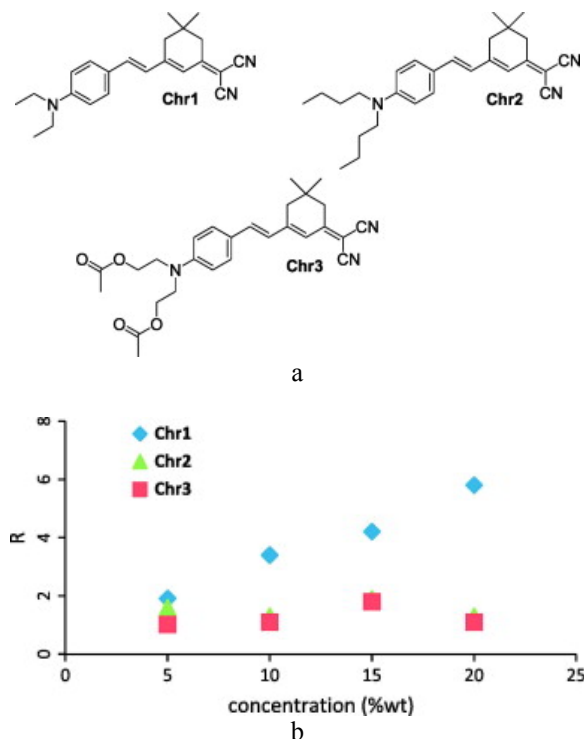 CN
CN
N
Chr1
CN
CN
N
Chr2
CN
CN
N
Chr3
O
O
O
O
a
8
6
4
2
0
R
Chr1
Chr2
Chr3
0 5 10 15 20 25
concentration (%wt)
b